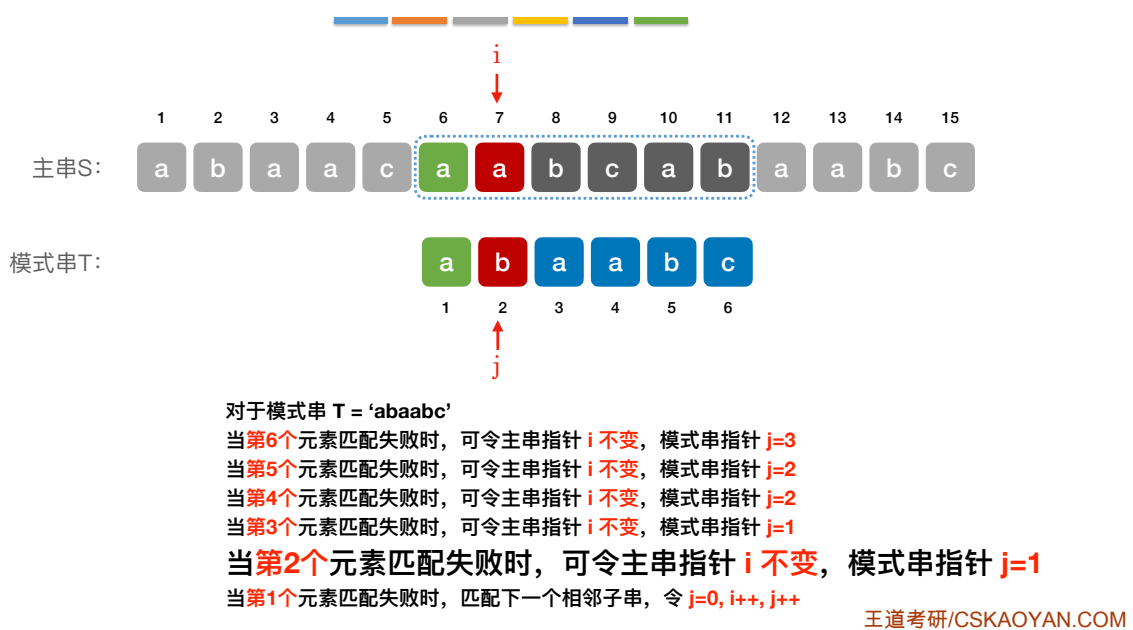 i
1 2 3 4 5 6 7 8 9 10 11 12 13 14 15
主串S： a b a a c a a b c a b a a b c
模式串T： a b a a b c
1 2 3 4 5 6
j
对于模式串 T = ‘abaabc’
当第6个元素匹配失败时，可令主串指针 i 不变，模式串指针 j=3
当第5个元素匹配失败时，可令主串指针 i 不变，模式串指针 j=2
当第4个元素匹配失败时，可令主串指针 i 不变，模式串指针 j=2
当第3个元素匹配失败时，可令主串指针 i 不变，模式串指针 j=1
当第2个元素匹配失败时，可令主串指针 i 不变，模式串指针 j=1
当第1个元素匹配失败时，匹配下一个相邻子串，令 j=0, i++, j++
王道考研/CSKAOYAN.COM